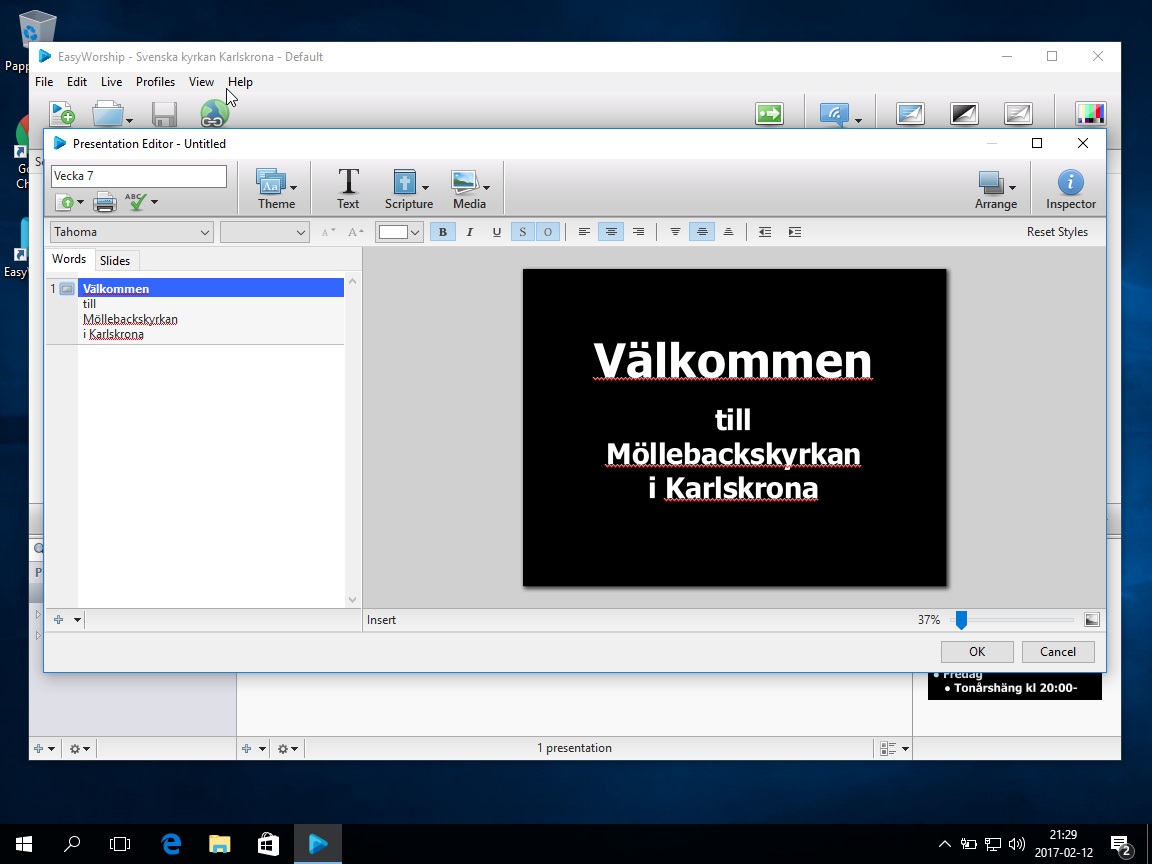 Papp
EasyWorship - Svenska kyrkan Karlskrona - Default
File Edit Live Profiles View Help
Presentation Editor - Untitled
Vecka 7
ABC
Theme Text Scripture Media Arrange Inspector
Tahoma
B I U S O
Reset Styles
Words Slides
1 Välkommen
till
Möllebackskyrkan
i Karlskrona
Välkommen
till
Möllebackskyrkan
i Karlskrona
Insert
37%
OK Cancel
Fredag
• Tonårshäng kl 20:00-
1 presentation
21:29
2017-02-12
2